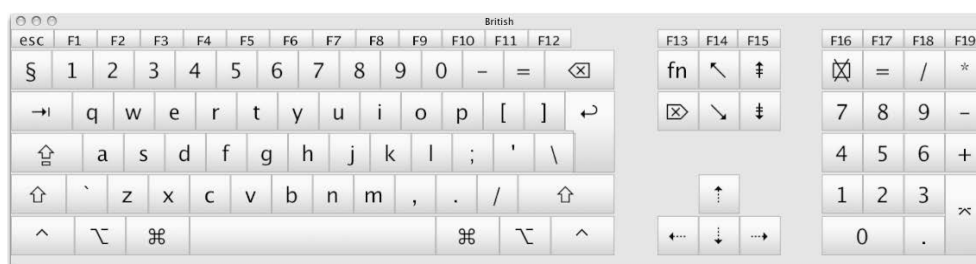 British
esc F1 F2 F3 F4 F5 F6 F7 F8 F9 F10 F11 F12 F13 F14 F15 F16 F17 F18 F19
§ 1 2 3 4 5 6 7 8 9 0 - = ⌫ fn ↖ ⇞ ⌧ = / *
⇥ q w e r t y u i o p [ ] ↩ ⌦ ↘ ⇟ 7 8 9 -
⇪ a s d f g h j k l ; ' \ 4 5 6 +
⇧ ` z x c v b n m , . / ⇧ ⇡ 1 2 3 ⌤
^ ⌥ ⌘ ⌘ ⌥ ^ ⇠ ⇣ ⇢ 0 .